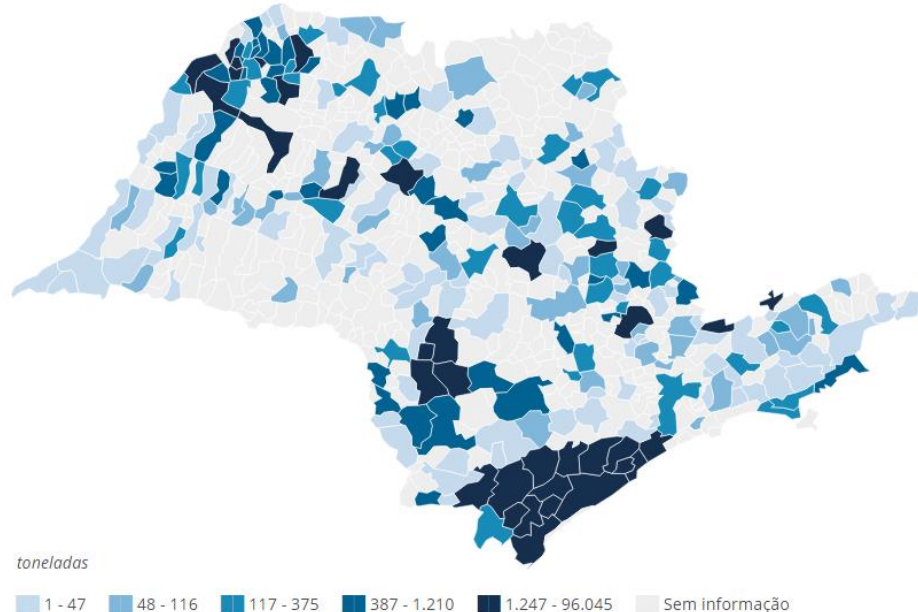 toneladas
1 - 47 48 - 116 117 - 375 387 - 1.210 1.247 - 96.045 Sem informação